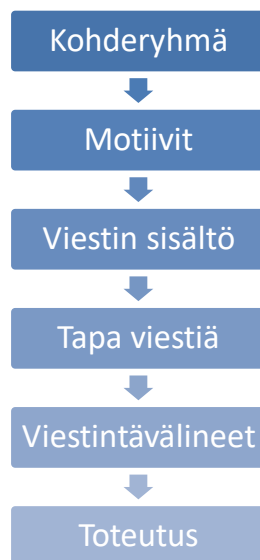 Kohderyhmä
Motiivit
Viestin sisältö
Tapa viestiä
Viestintävälineet
Toteutus